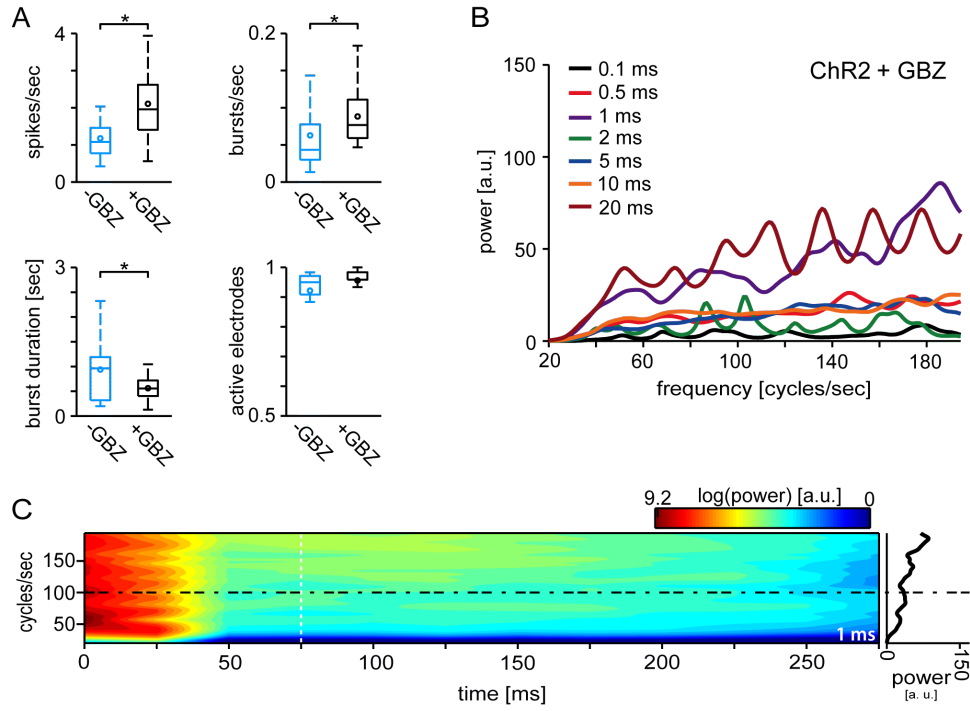 A
*
spikes/sec
4
0
-GBZ
+GBZ
*
bursts/sec
0.2
0
-GBZ
+GBZ
*
burst duration [sec]
3
0
-GBZ
+GBZ
active electrodes
1
0.5
-GBZ
+GBZ
B
ChR2 + GBZ
0.1 ms
0.5 ms
1 ms
2 ms
5 ms
10 ms
20 ms
power [a.u.]
150
100
50
0
20
60
100
140
180
frequency [cycles/sec]
C
9.2
log(power) [a.u.]
0
cycles/sec
150
100
50
1 ms
0
50
100
150
200
250
time [ms]
0
150
power
[a. u.]